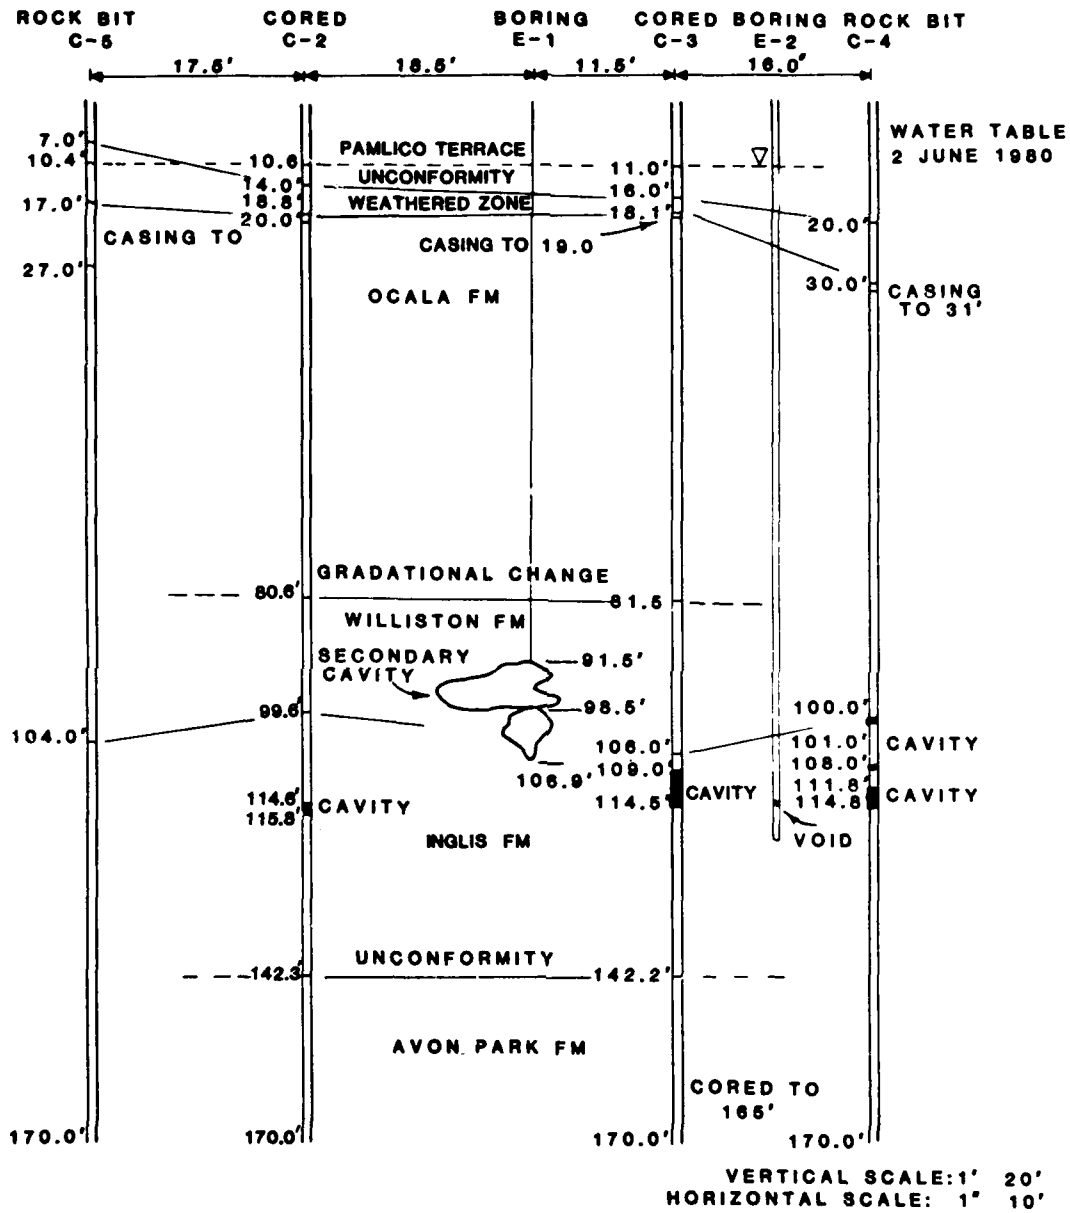 ROCK BIT CORED BORING CORED BORING ROCK BIT
C-5 C-2 E-1 C-3 E-2 C-4
17.5' 18.5' 11.5' 16.0"
7.0'
10.4'
17.0'
CASING TO
27.0'
104.0'
170.0'
10.6
14.0'
18.8'
20.0'
80.6'
99.6'
114.6'
115.8'
CAVITY
142.3'
170.0'
PAMLICO TERRACE
UNCONFORMITY
WEATHERED ZONE
OCALA FM
GRADATIONAL CHANGE
WILLISTON FM
SECONDARY
CAVITY
91.5'
98.5'
106.9'
INGLIS FM
UNCONFORMITY
AVON PARK FM
11.0'
16.0'
18.1'
CASING TO 19.0
81.5
106.0'
109.0'
114.5'
CAVITY
142.2'
CORED TO
165'
170.0'
VOID
WATER TABLE
2 JUNE 1980
20.0'
30.0'
CASING
TO 31'
100.0'
101.0'
CAVITY
108.0'
111.8'
114.8'
CAVITY
170.0'
VERTICAL SCALE: 1' 20'
HORIZONTAL SCALE: 1" 10'